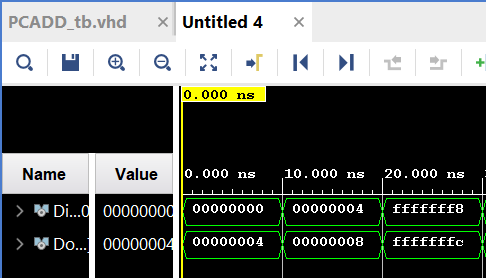 PCADD_tb.vhd × Untitled 4 ×
0.000 ns
Name Value 0.000 ns 10.000 ns 20.000 ns
Di...0 00000000 00000000 00000004 fffffff8
Do... 00000004 00000004 00000008 fffffffc